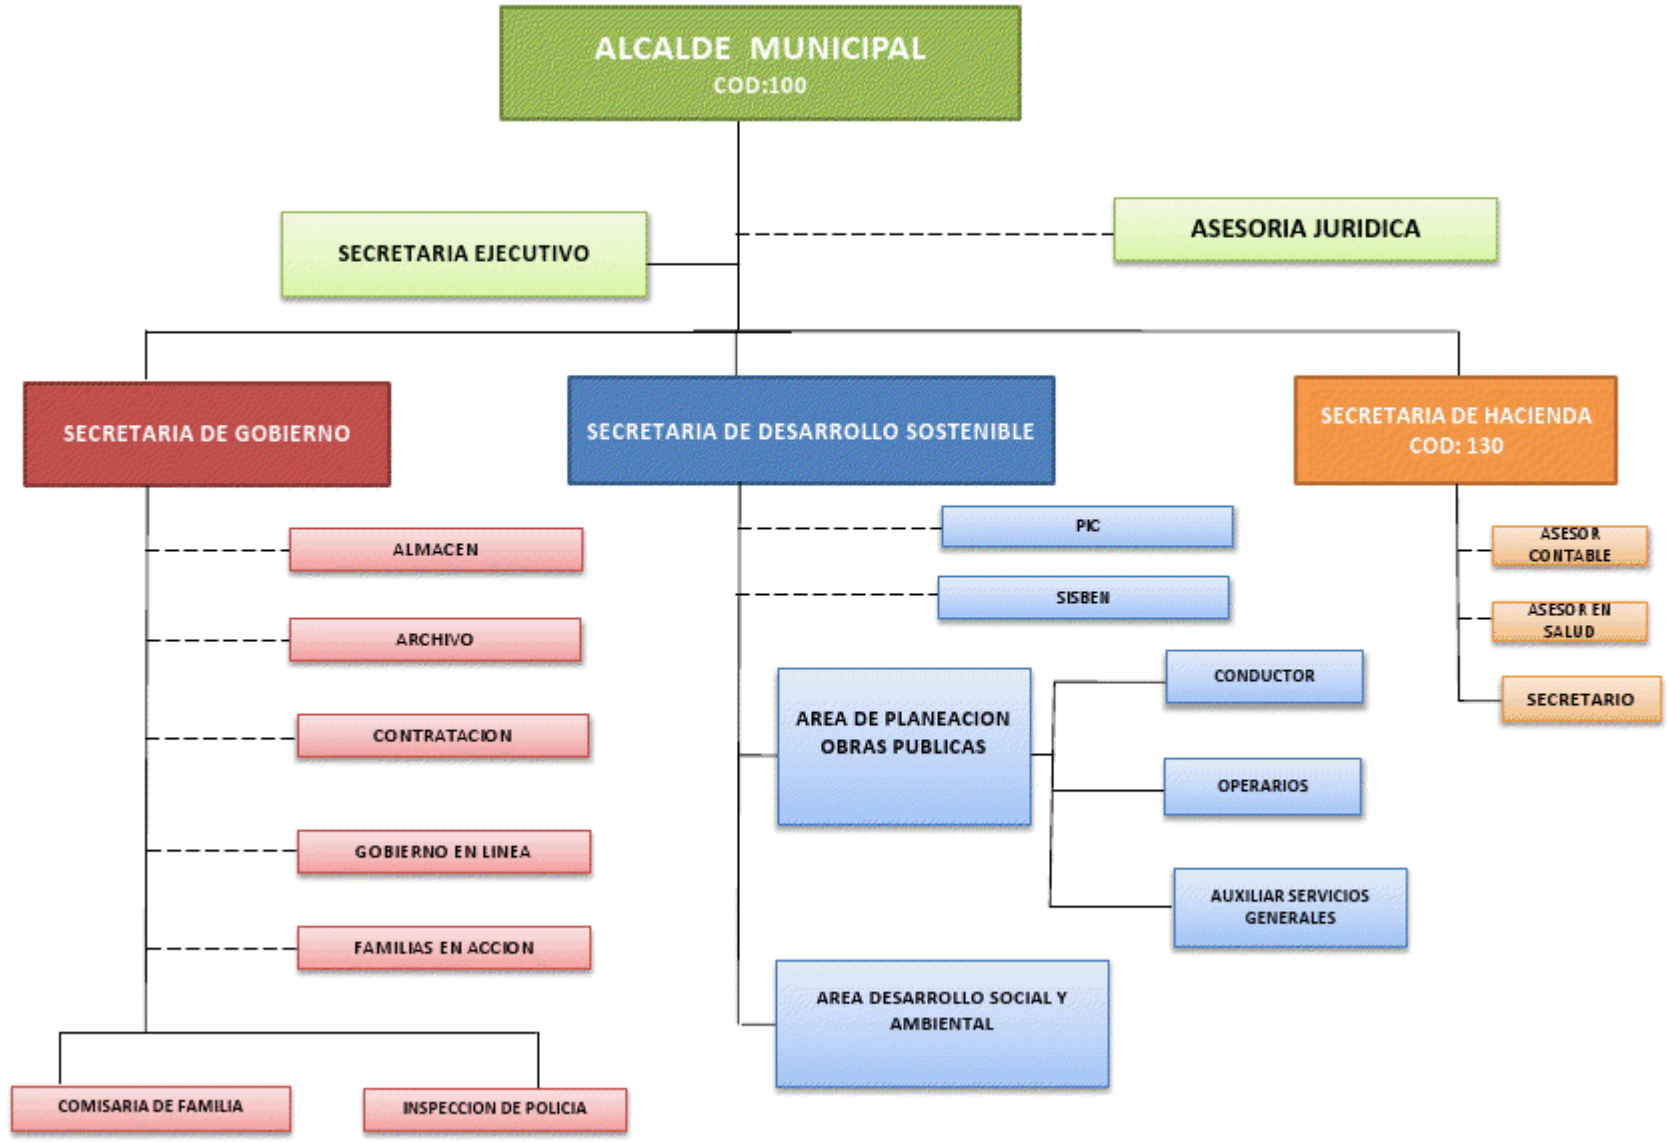 ALCALDE MUNICIPAL
COD:100
SECRETARIA EJECUTIVO
ASESORIA JURIDICA
SECRETARIA DE GOBIERNO
SECRETARIA DE DESARROLLO SOSTENIBLE
SECRETARIA DE HACIENDA
COD: 130
ALMACEN
ARCHIVO
CONTRATACION
GOBIERNO EN LINEA
FAMILIAS EN ACCION
COMISARIA DE FAMILIA
INSPECCION DE POLICIA
PIC
SISBEN
AREA DE PLANEACION
OBRAS PUBLICAS
CONDUCTOR
OPERARIOS
AUXILIAR SERVICIOS
GENERALES
AREA DESARROLLO SOCIAL Y
AMBIENTAL
ASESOR
CONTABLE
ASESOR EN
SALUD
SECRETARIO